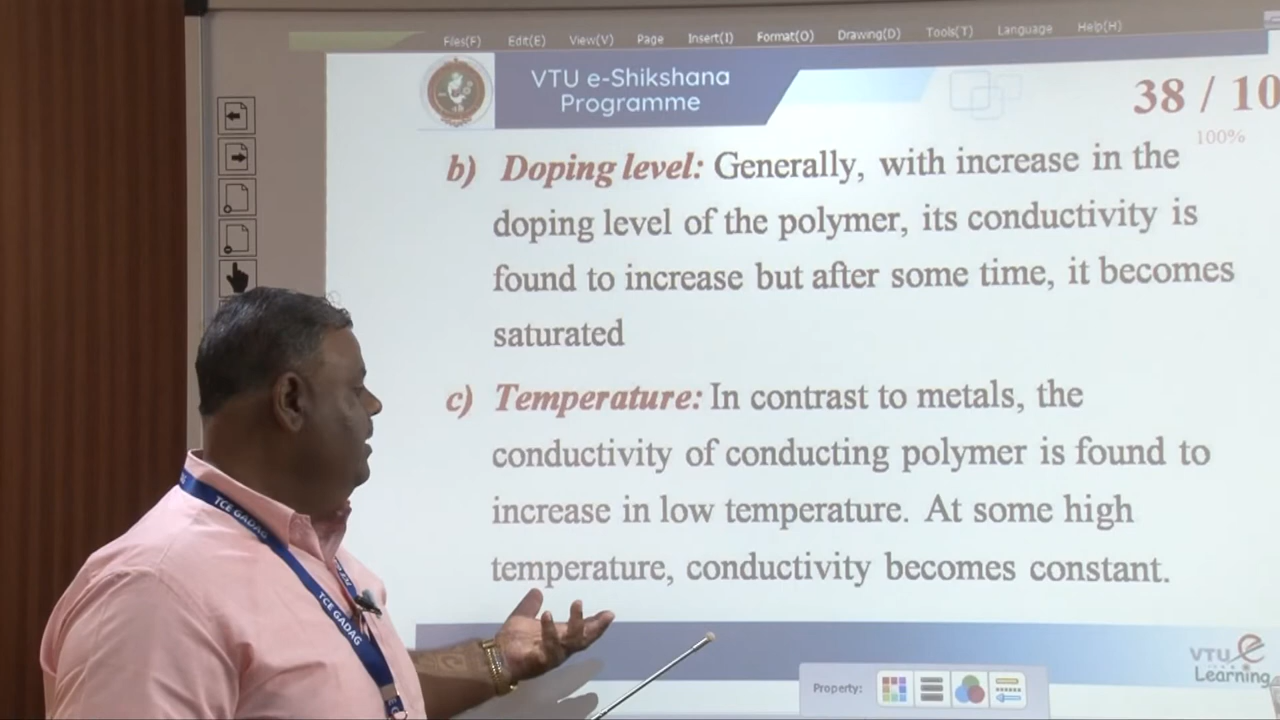 Files(F) Edit(E) View(V) Page Insert(I) Format(O) Drawing(D) Tools(T) Language Help(H)
VTU e-Shikshana
Programme
38 / 10
100%
b) Doping level: Generally, with increase in the
doping level of the polymer, its conductivity is
found to increase but after some time, it becomes
saturated
c) Temperature: In contrast to metals, the
conductivity of conducting polymer is found to
increase in low temperature. At some high
temperature, conductivity becomes constant.
TCE GADAG
TCE GADAG
VTU e
Learning
Property: